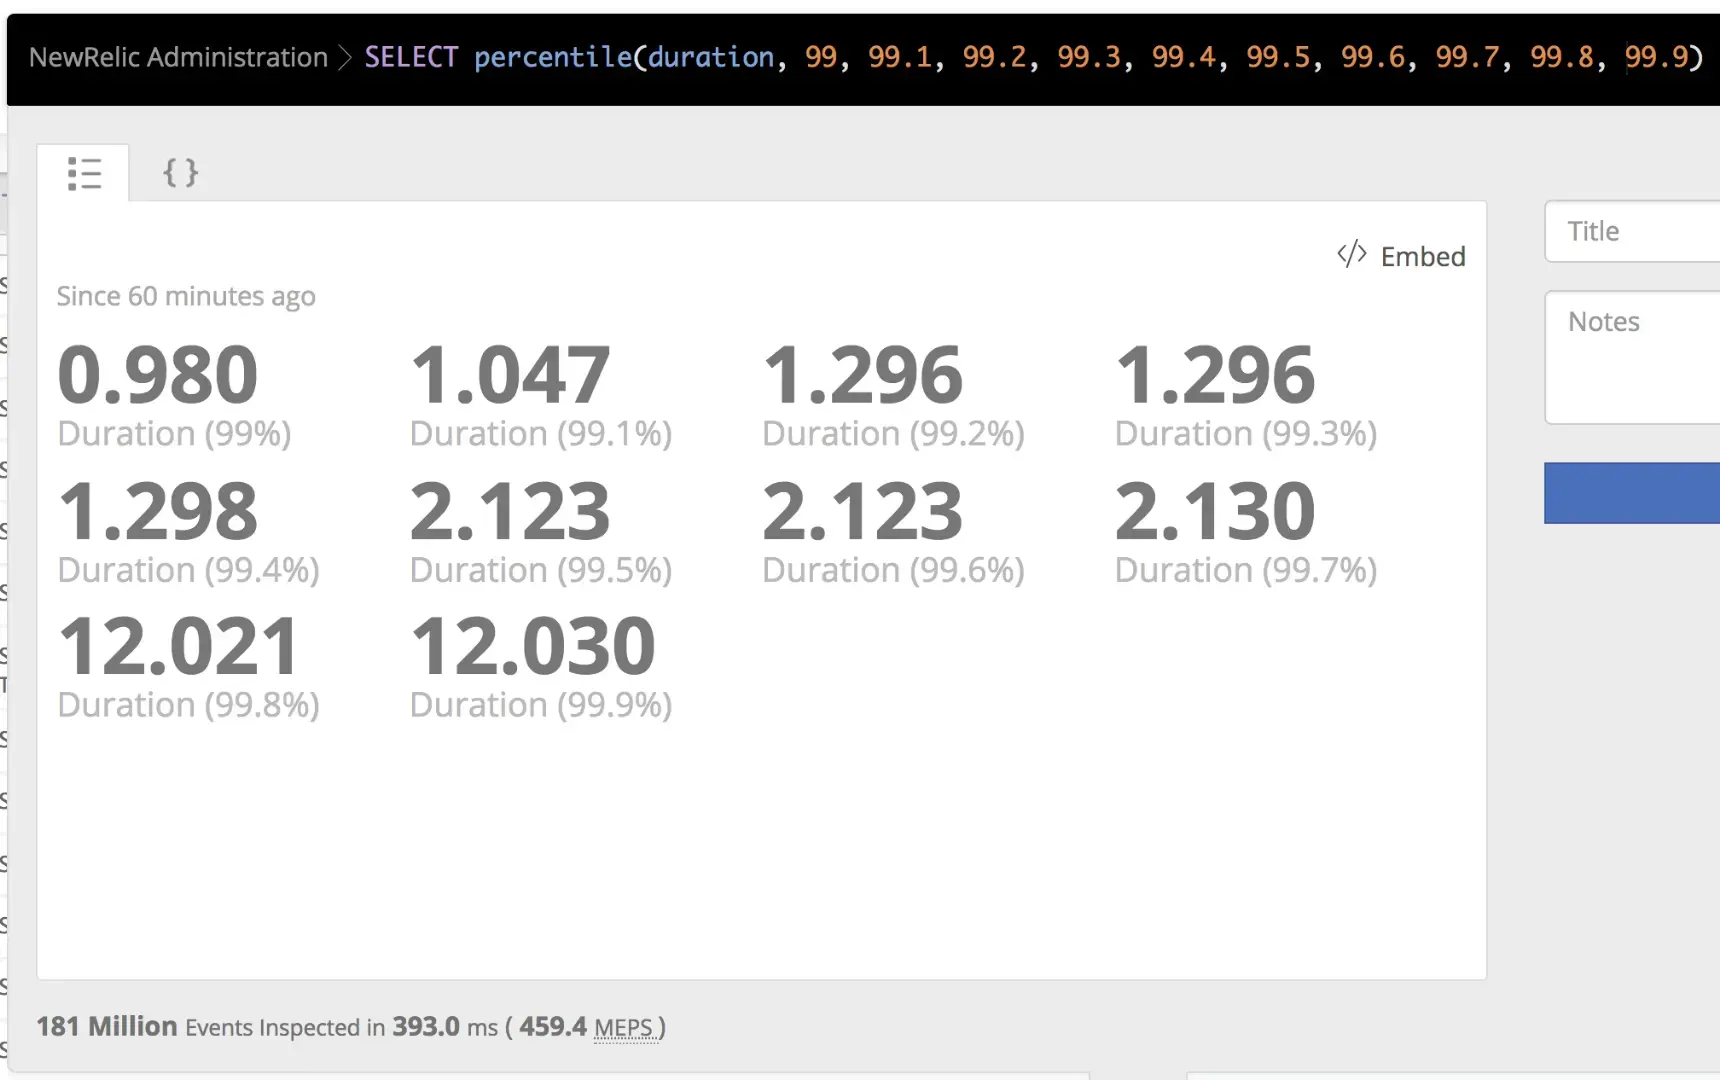 NewRelic Administration > SELECT percentile(duration, 99, 99.1, 99.2, 99.3, 99.4, 99.5, 99.6, 99.7, 99.8, 99.9)
{ }
</> Embed
Title
Since 60 minutes ago
Notes
0.980 1.047 1.296 1.296
Duration (99%) Duration (99.1%) Duration (99.2%) Duration (99.3%)
1.298 2.123 2.123 2.130
Duration (99.4%) Duration (99.5%) Duration (99.6%) Duration (99.7%)
12.021 12.030
Duration (99.8%) Duration (99.9%)
181 Million Events Inspected in 393.0 ms ( 459.4 MEPS )